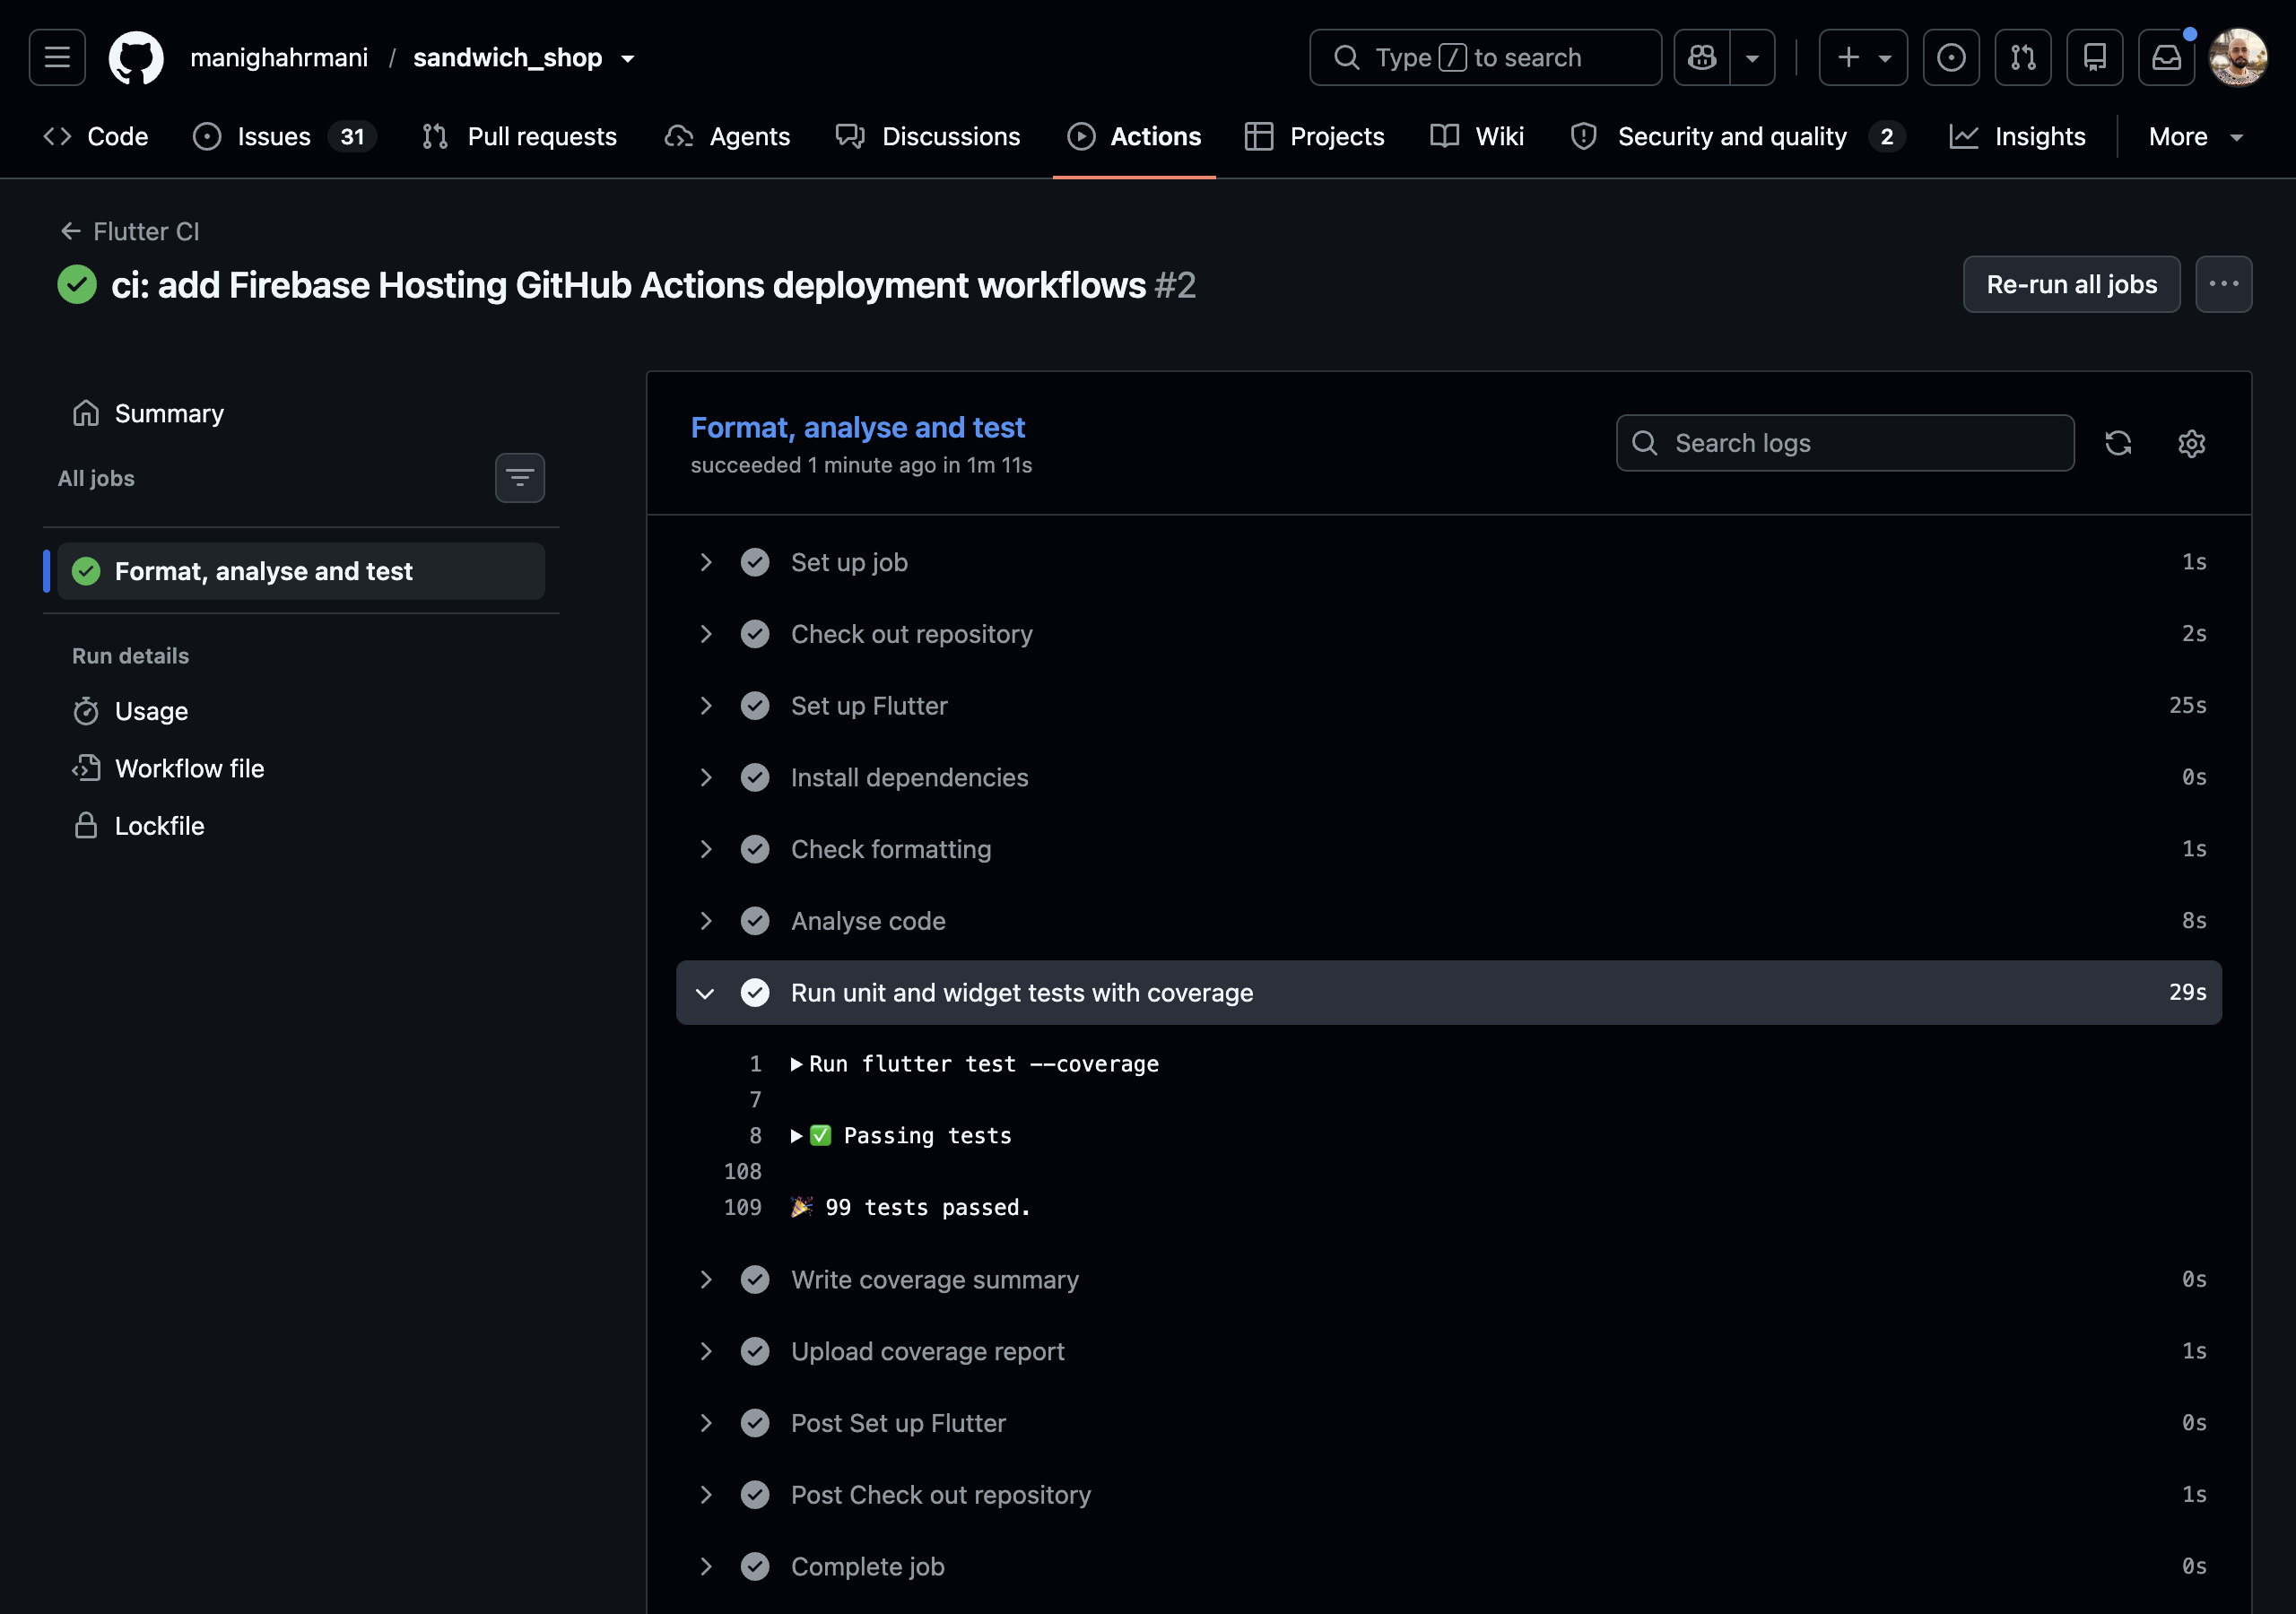 manighahrmani / sandwich_shop
Type / to search
Code
Issues 31
Pull requests
Agents
Discussions
Actions
Projects
Wiki
Security and quality 2
Insights
More
Flutter CI
ci: add Firebase Hosting GitHub Actions deployment workflows #2
Re-run all jobs
Summary
All jobs
Format, analyse and test
Run details
Usage
Workflow file
Lockfile
Format, analyse and test
succeeded 1 minute ago in 1m 11s
Search logs
Set up job 1s
Check out repository 2s
Set up Flutter 25s
Install dependencies 0s
Check formatting 1s
Analyse code 8s
Run unit and widget tests with coverage 29s
1 Run flutter test --coverage
7
8 ✅ Passing tests
108
109 🎉 99 tests passed.
Write coverage summary 0s
Upload coverage report 1s
Post Set up Flutter 0s
Post Check out repository 1s
Complete job 0s